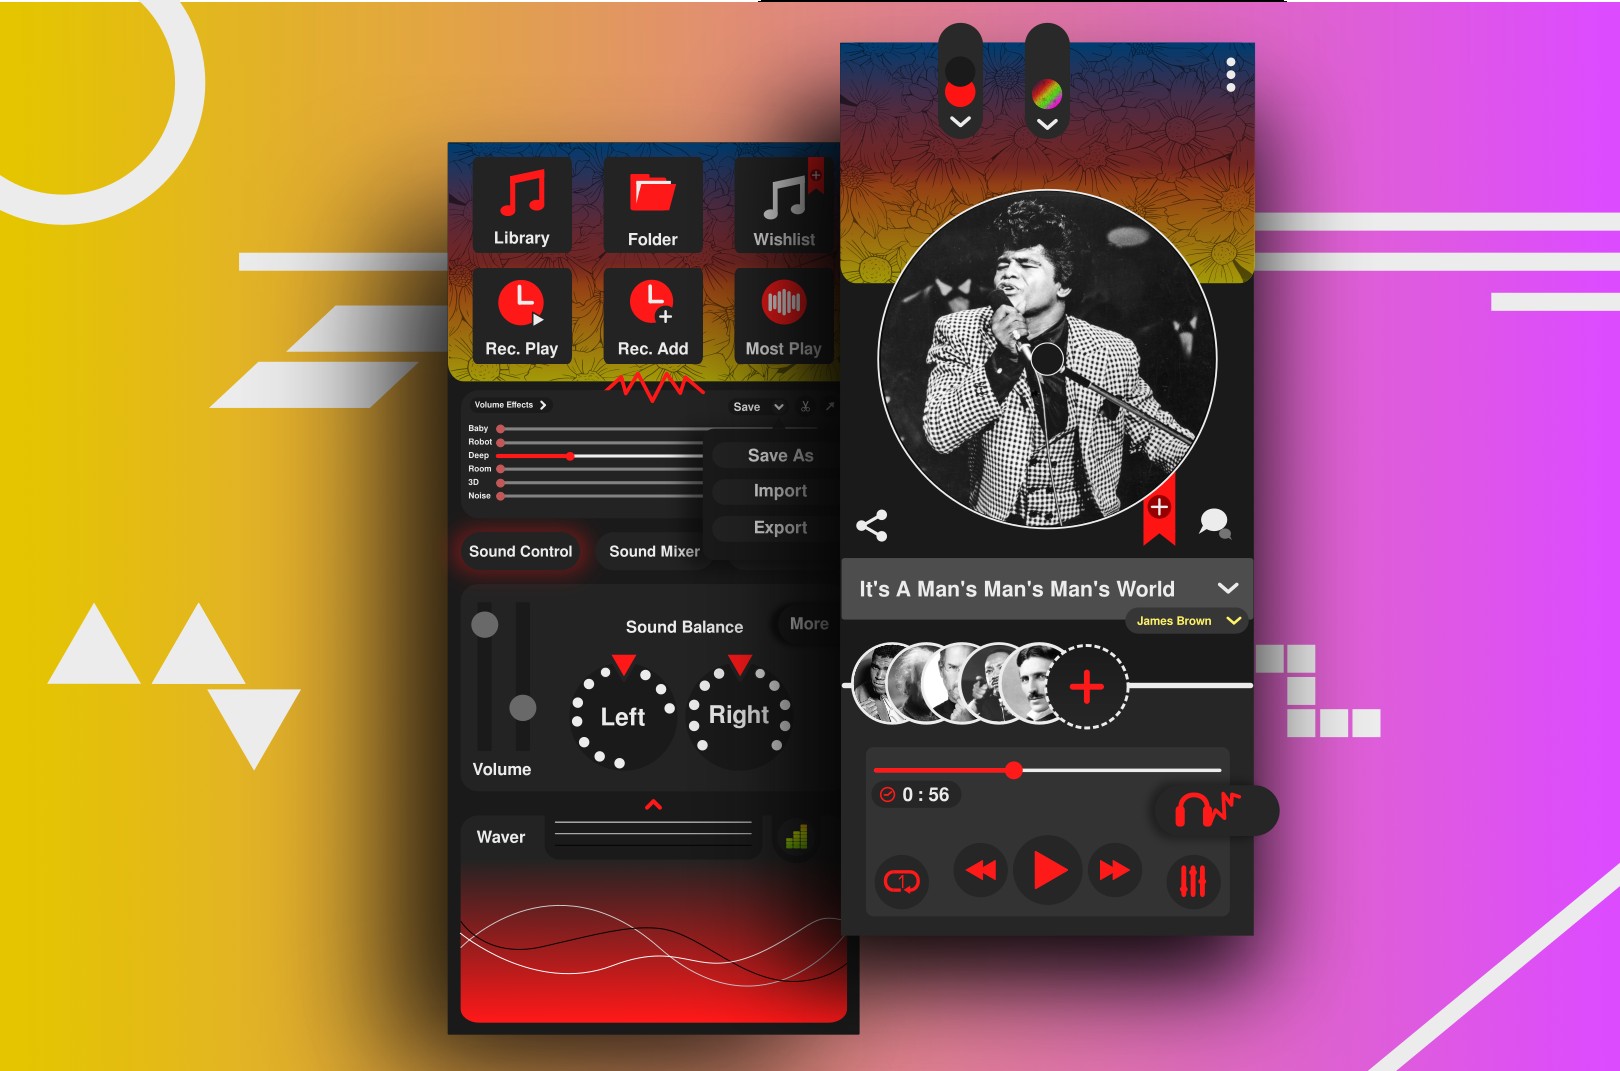 Library
Folder
Wishlist
Rec. Play
Rec. Add
Most Play
Volume Effects
Save
Baby
Robot
Deep
Room
3D
Noise
Save As
Import
Export
Sound Control
Sound Mixer
Sound Balance
More
Left
Right
Volume
Waver
It's A Man's Man's Man's World
James Brown
0 : 56
1